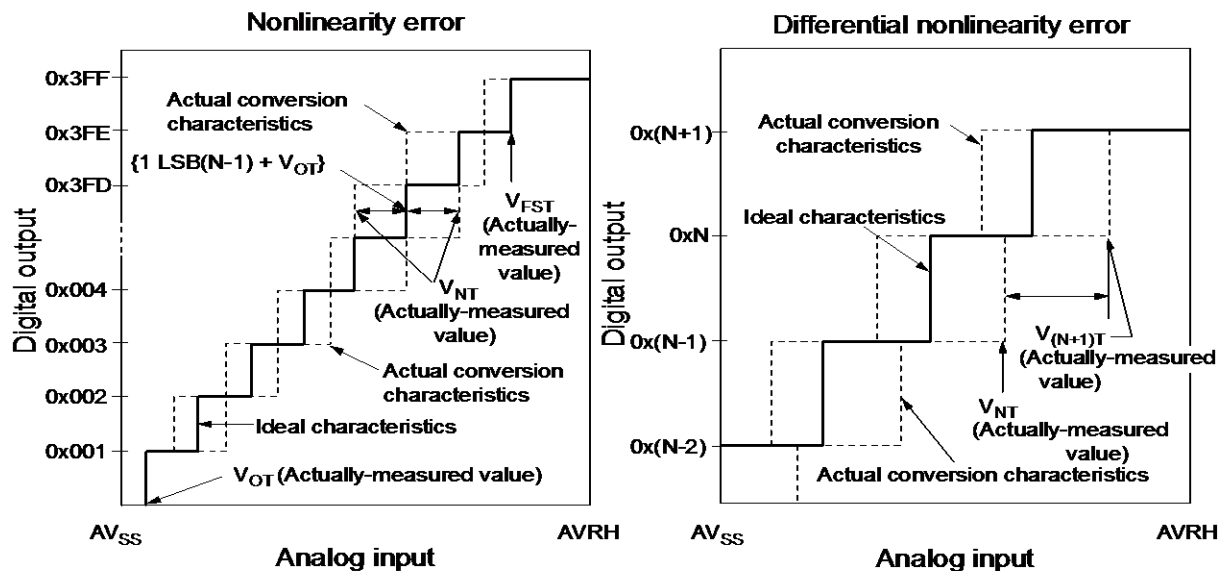 Nonlinearity error
0x3FF
0x3FE
0x3FD
0x004
0x003
0x002
0x001
Digital output
Actual conversion
characteristics
{1 LSB(N-1) + VOT}
VFST
(Actually-
measured
value)
VNT
(Actually-measured
value)
Actual conversion
characteristics
Ideal characteristics
VOT (Actually-measured value)
AVSS
AVRH
Analog input
Differential nonlinearity error
0x(N+1)
0xN
0x(N-1)
0x(N-2)
Digital output
Actual conversion
characteristics
Ideal characteristics
V(N+1)T
(Actually-measured
value)
VNT
(Actually-measured
value)
Actual conversion characteristics
AVSS
AVRH
Analog input